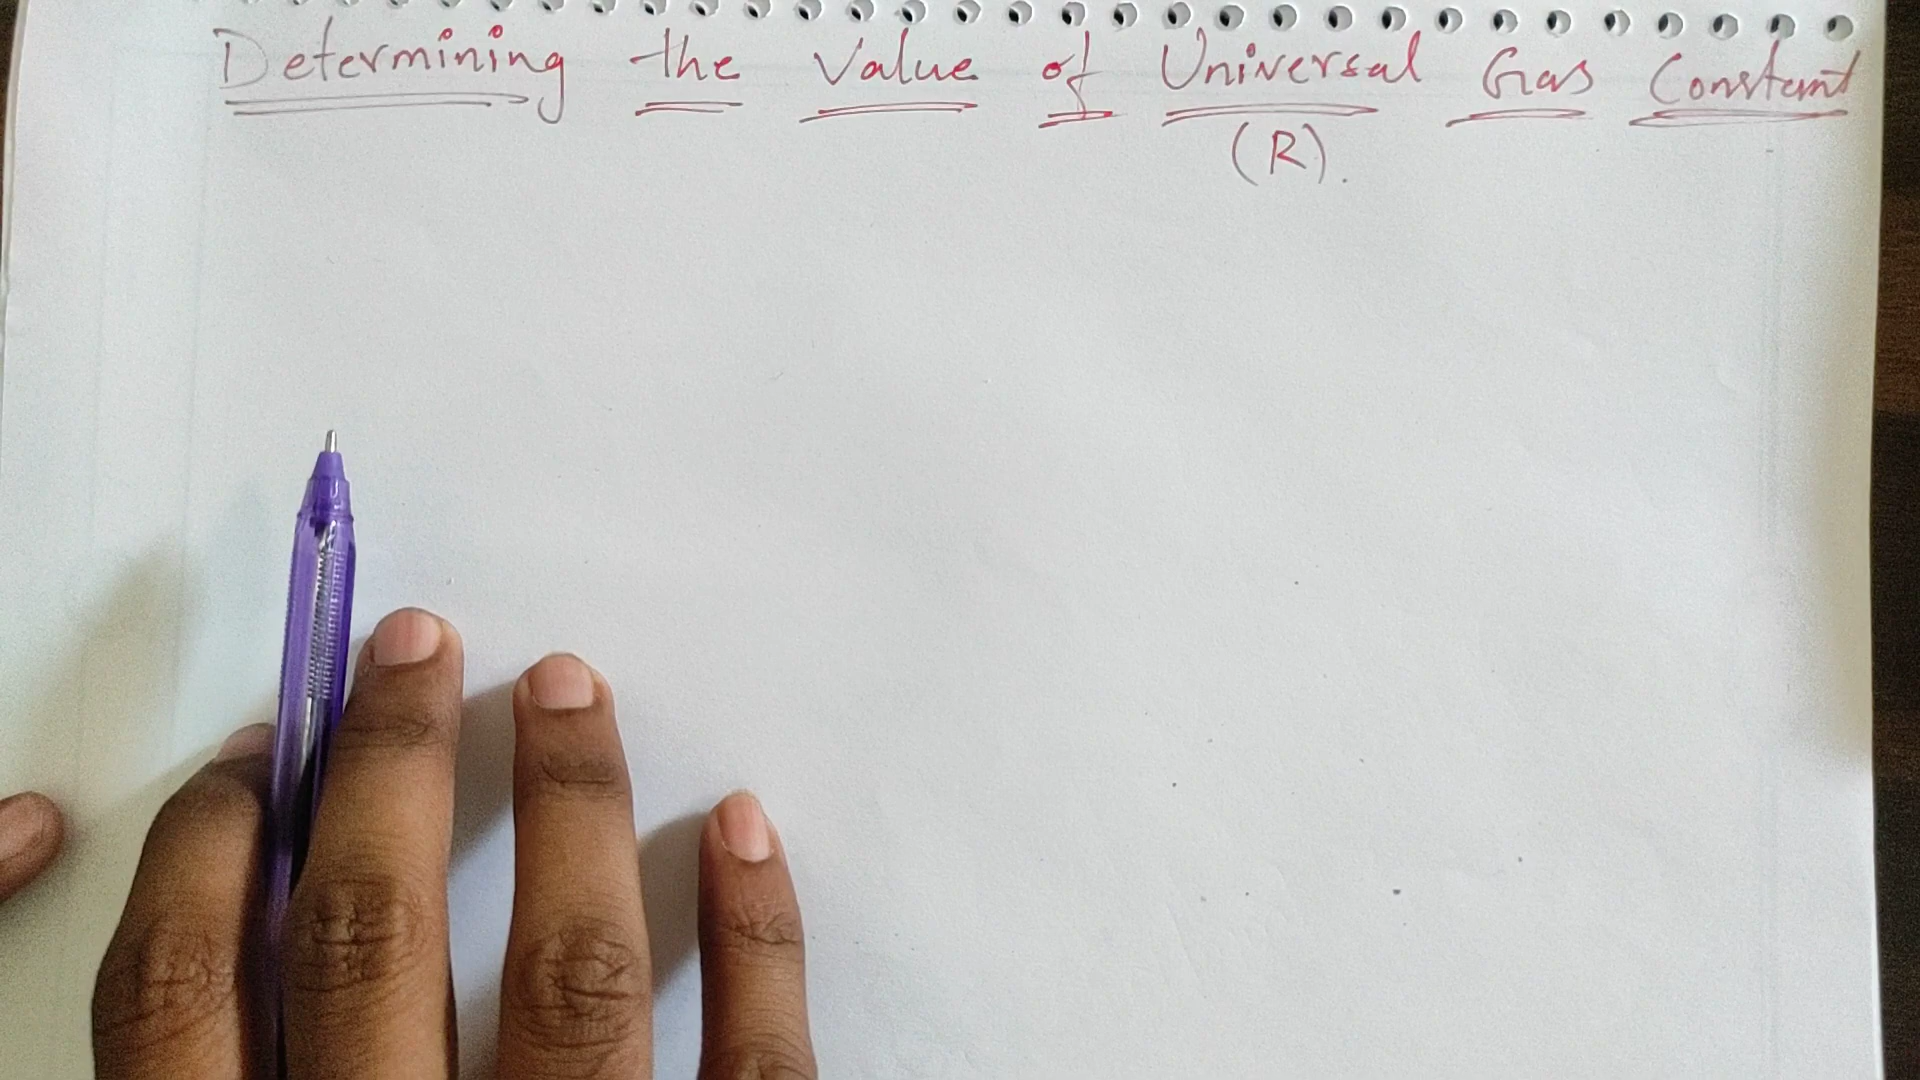 Determining the Value of Universal Gas Constant
(R).